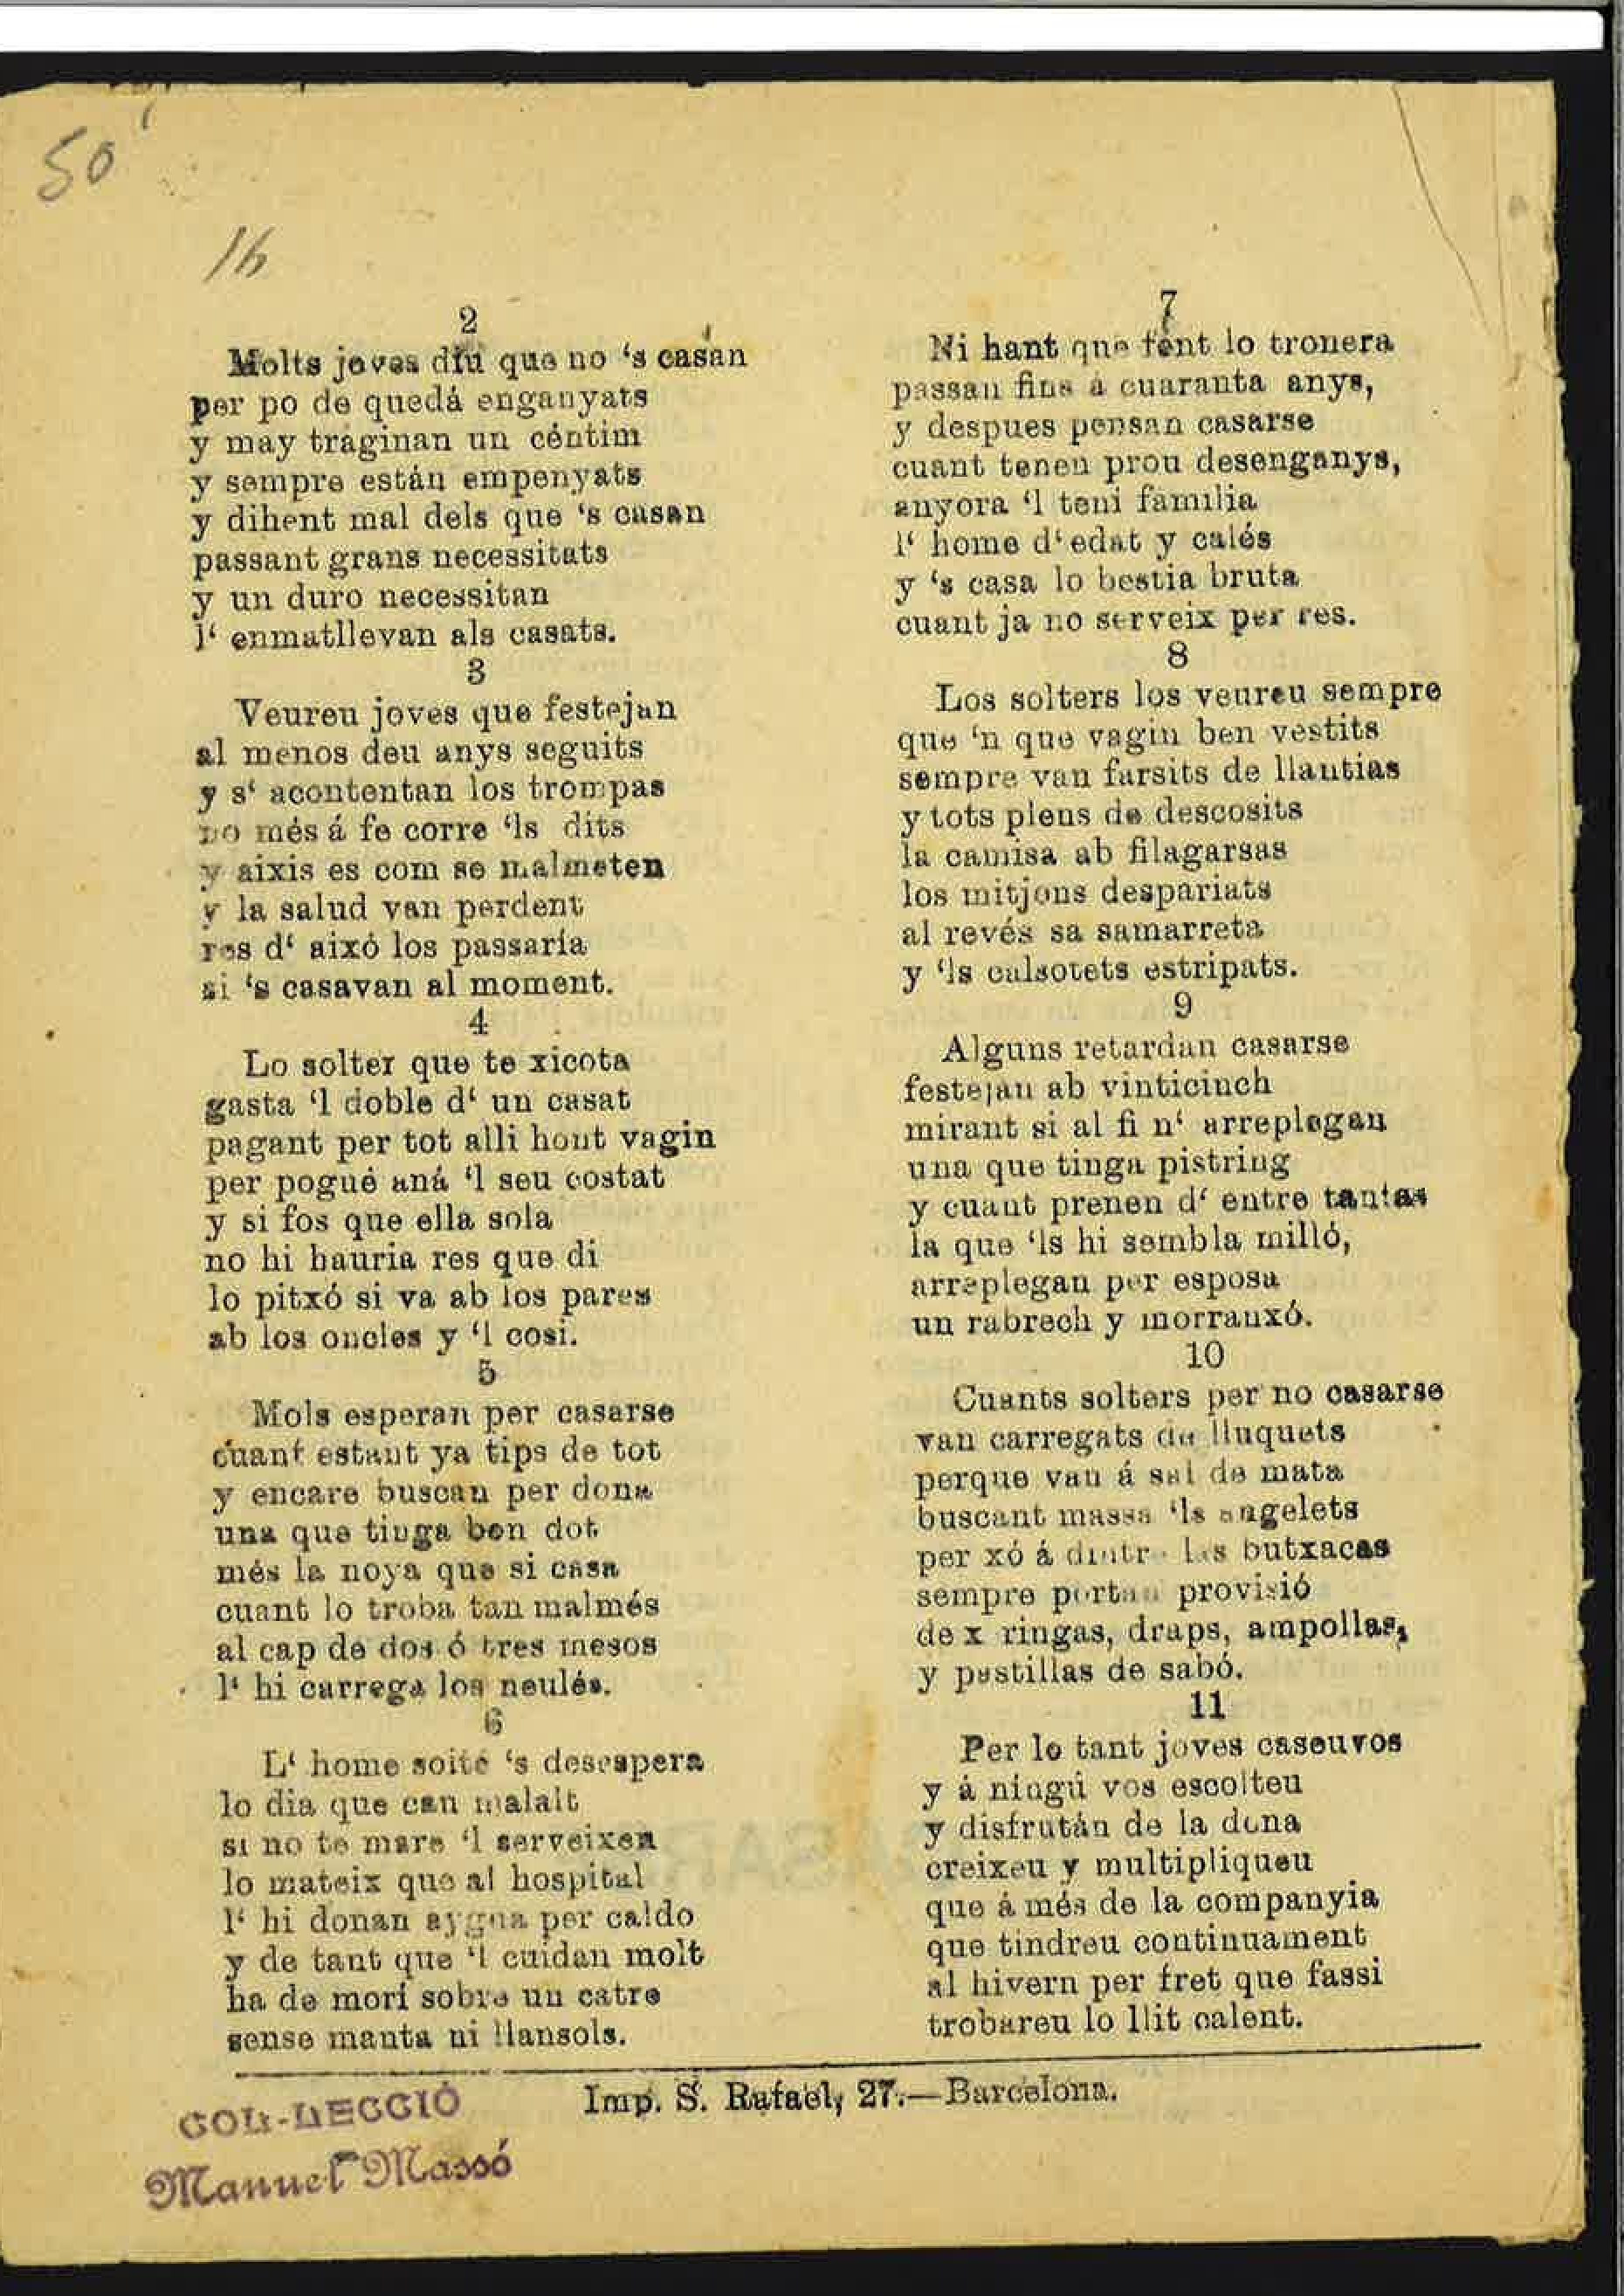 50
16
2
Molts joves diu que no ‘s casan
per po de quedá enganyats
y may traginan un céntim
y sempre están empenyats
y dihent mal dels que ‘s casan
passant grans necessitats
y un duro necessitan
l‘ enmatllevan als casats.
3
Veureu joves que festejan
al menos deu anys seguits
y s‘ acontentan los trompas
no més á fe corre ‘ls dits
y aixis es com se malmeten
y la salud van perdent
res d‘ aixó los passaría
si ‘s casavan al moment.
4
Lo solter que te xicota
gasta ‘l doble d‘ un casat
pagant per tot alli hont vagin
per pogué aná ‘l seu costat
y si fos que ella sola
no hi hauria res que di
lo pitxó si va ab los pares
ab los oncles y ‘l cosi.
5
Mols esperan per casarse
cuant estant ya tips de tot
y encare buscan per dona
una que tinga bon dot
més la noya que si casa
cuant lo troba tan malmés
al cap de dos ó tres mesos
l‘ hi carrega los neulés.
6
L‘ home solté ‘s desespera
lo dia que cau malalt
si no te mare ‘l serveixen
lo mateix que al hospital
l‘ hi donan aygua per caldo
y de tant que ‘l cuidan molt
ha de morí sobre un catre
sense manta ni llansols.
7
Ni hant que fent lo tronera
passan fins á cuaranta anys,
y despues pensan casarse
cuant tenen prou desenganys,
anyora ‘l teni familia
l‘ home d‘edat y calés
y ‘s casa lo bestia bruta
cuant ja no serveix per res.
8
Los solters los veureu sempre
que ‘n que vagin ben vestits
sempre van farsits de llantias
y tots plens de descosits
la camisa ab filagarsas
los mitjons despariats
al revés sa samarreta
y ‘ls calsotets estripats.
9
Alguns retardan casarse
festejan ab vinticinch
mirant si al fi n‘ arreplegan
una que tinga pistring
y cuant prenen d‘ entre tantas
la que ‘ls hi sembla milló,
arreplegan per esposa
un rabrech y morranxó.
10
Cuants solters per no casarse
van carregats de lluquets
perque van á sal de mata
buscant massa ‘ls angelets
per xó á dintre las butxacas
sempre portan provisió
de x ringas, draps, ampollas,
y pastillas de sabó.
11
Per lo tant joves caseuvos
y á ningú vos escolteu
y disfrután de la dona
creixeu y multipliqueu
que á més de la companyia
que tindreu continuament
al hivern per fret que fassi
trobareu lo llit calent.
Imp. S. Rafael, 27.—Barcelona.
COL·LECCIÓ
Manuel Massó